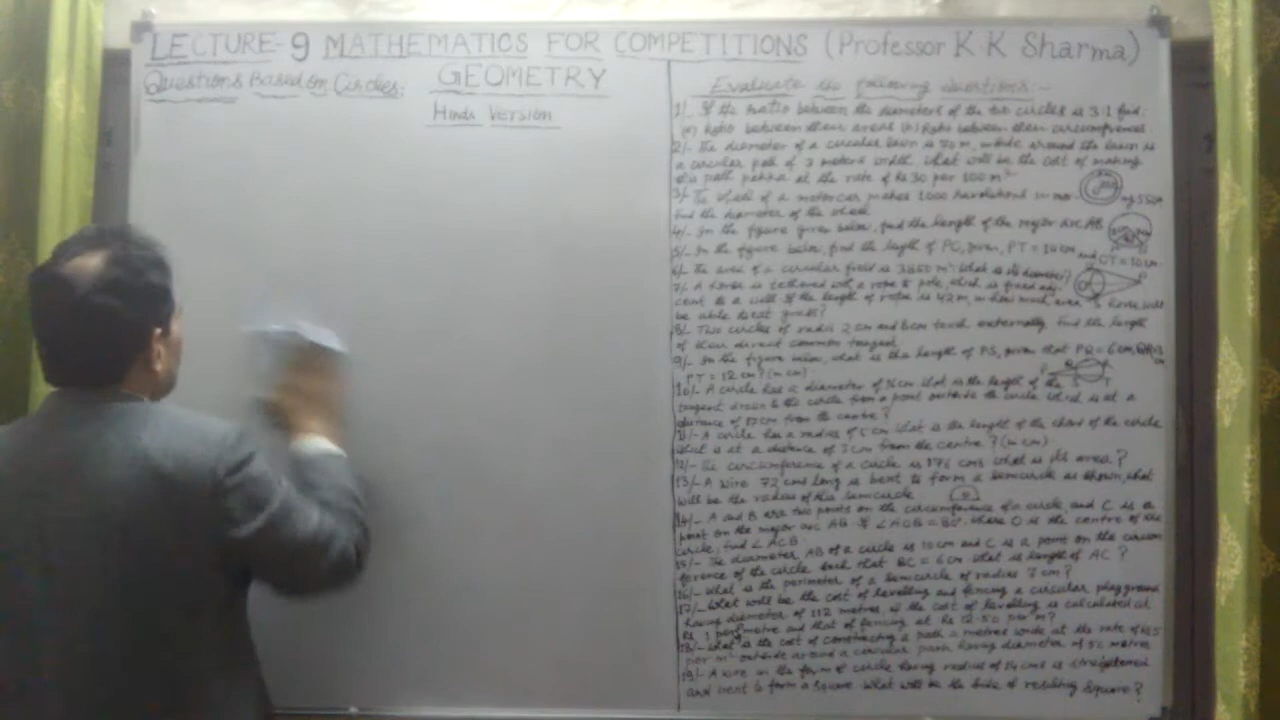 LECTURE-9 MATHEMATICS FOR COMPETITIONS (Professor K K Sharma)
Questions Based on Circles:
GEOMETRY
Hindi Version
Evaluate the following questions:-
1/- If the ratio between the diameters of the two circles is 3:1 find:
(a) Ratio between their areas (b) Ratio between their circumferences
2/- The diameter of a circular lawn is 70 m, around the lawn is
a circular path of 3 meters width. What will be the cost of making
this path pakka at the rate of Rs 30 per 100 m²
3/- The wheel of a motorcar makes 1000 revolutions in
Find the diameter of the wheel
4/- In the figure given below, find the length of the major arc AB
5/- In the figure below, find the length of PC, given, PT = cm and OT = 10 cm
6/- The area of a circular field is 3850 m² What is its diameter?
7/- A horse is tethered with a rope to pole, which is fixed adja
cent to a wall. If the length of rope is 42 m, in how much area horse will
be able to eat grass?
8/- Two circles of radii 2 cm and 8 cm touch externally. Find the length
of their direct common tangent
9/- In the figure below, what is the length of PS, given that PQ = 6 cm,
PT = 12 cm? (in cm)
10/- A circle has a diameter of 16 cm What is the length of the
tangent drawn to the circle from a point outside the circle which is at a
distance of 17 cm from the centre?
11/- A circle has a radius of 5 cm What is the length of the chord of the circle
which is at a distance of 3 cm from the centre? (in cm)
12/- The circumference of a circle is 176 cms What is its area?
13/- A wire 72 cms long is bent to form a semicircle as shown, what
will be the radius of this semicircle
14/- A and B are two points on the circumference of a circle, and C is a
point on the major arc AB. If ∠AOB = 80°, where O is the centre of the
circle, find ∠ACB
15/- The diameter AB of a circle is 10 cm and C is a point on the circum
ference of the circle such that BC = 6 cm What is length of AC?
16/- What is the perimeter of a semicircle of radius 7 cm?
17/- What will be the cost of levelling and fencing a circular playground
having diameter of 112 metres, if the cost of levelling is calculated at
Rs 1 per metre and that of fencing at Rs 12.50 per m?
18/- What is the cost of constructing a path metres wide at the rate of Rs 5
per m² outside around a circular park having diameter of 50 metres
19/- A wire in the form of circle having radius of 14 cms is straightened
and bent to form a square. What will be the side of resulting square?